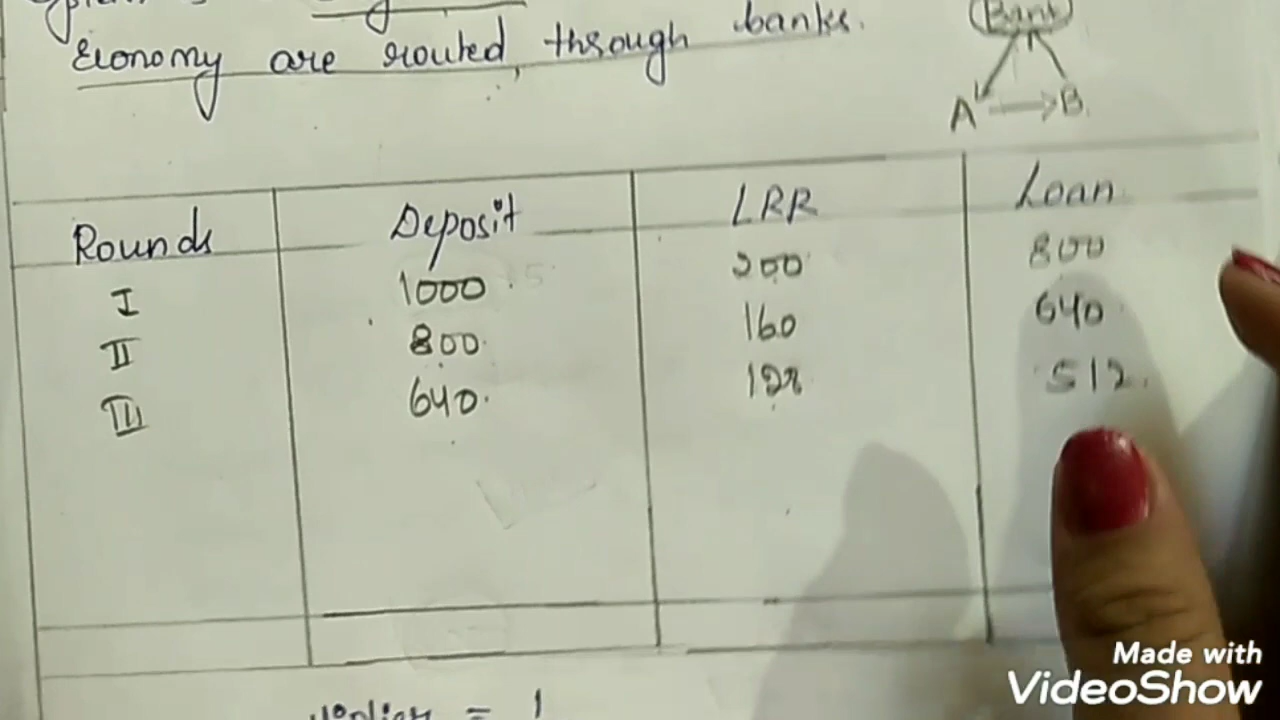 Economy are routed, through banks.
Bank
A → B
Rounds Deposit LRR Loan
I 1000 200 800
II 800 160 640
III 640 128 512
= 1
Made with
VideoShow